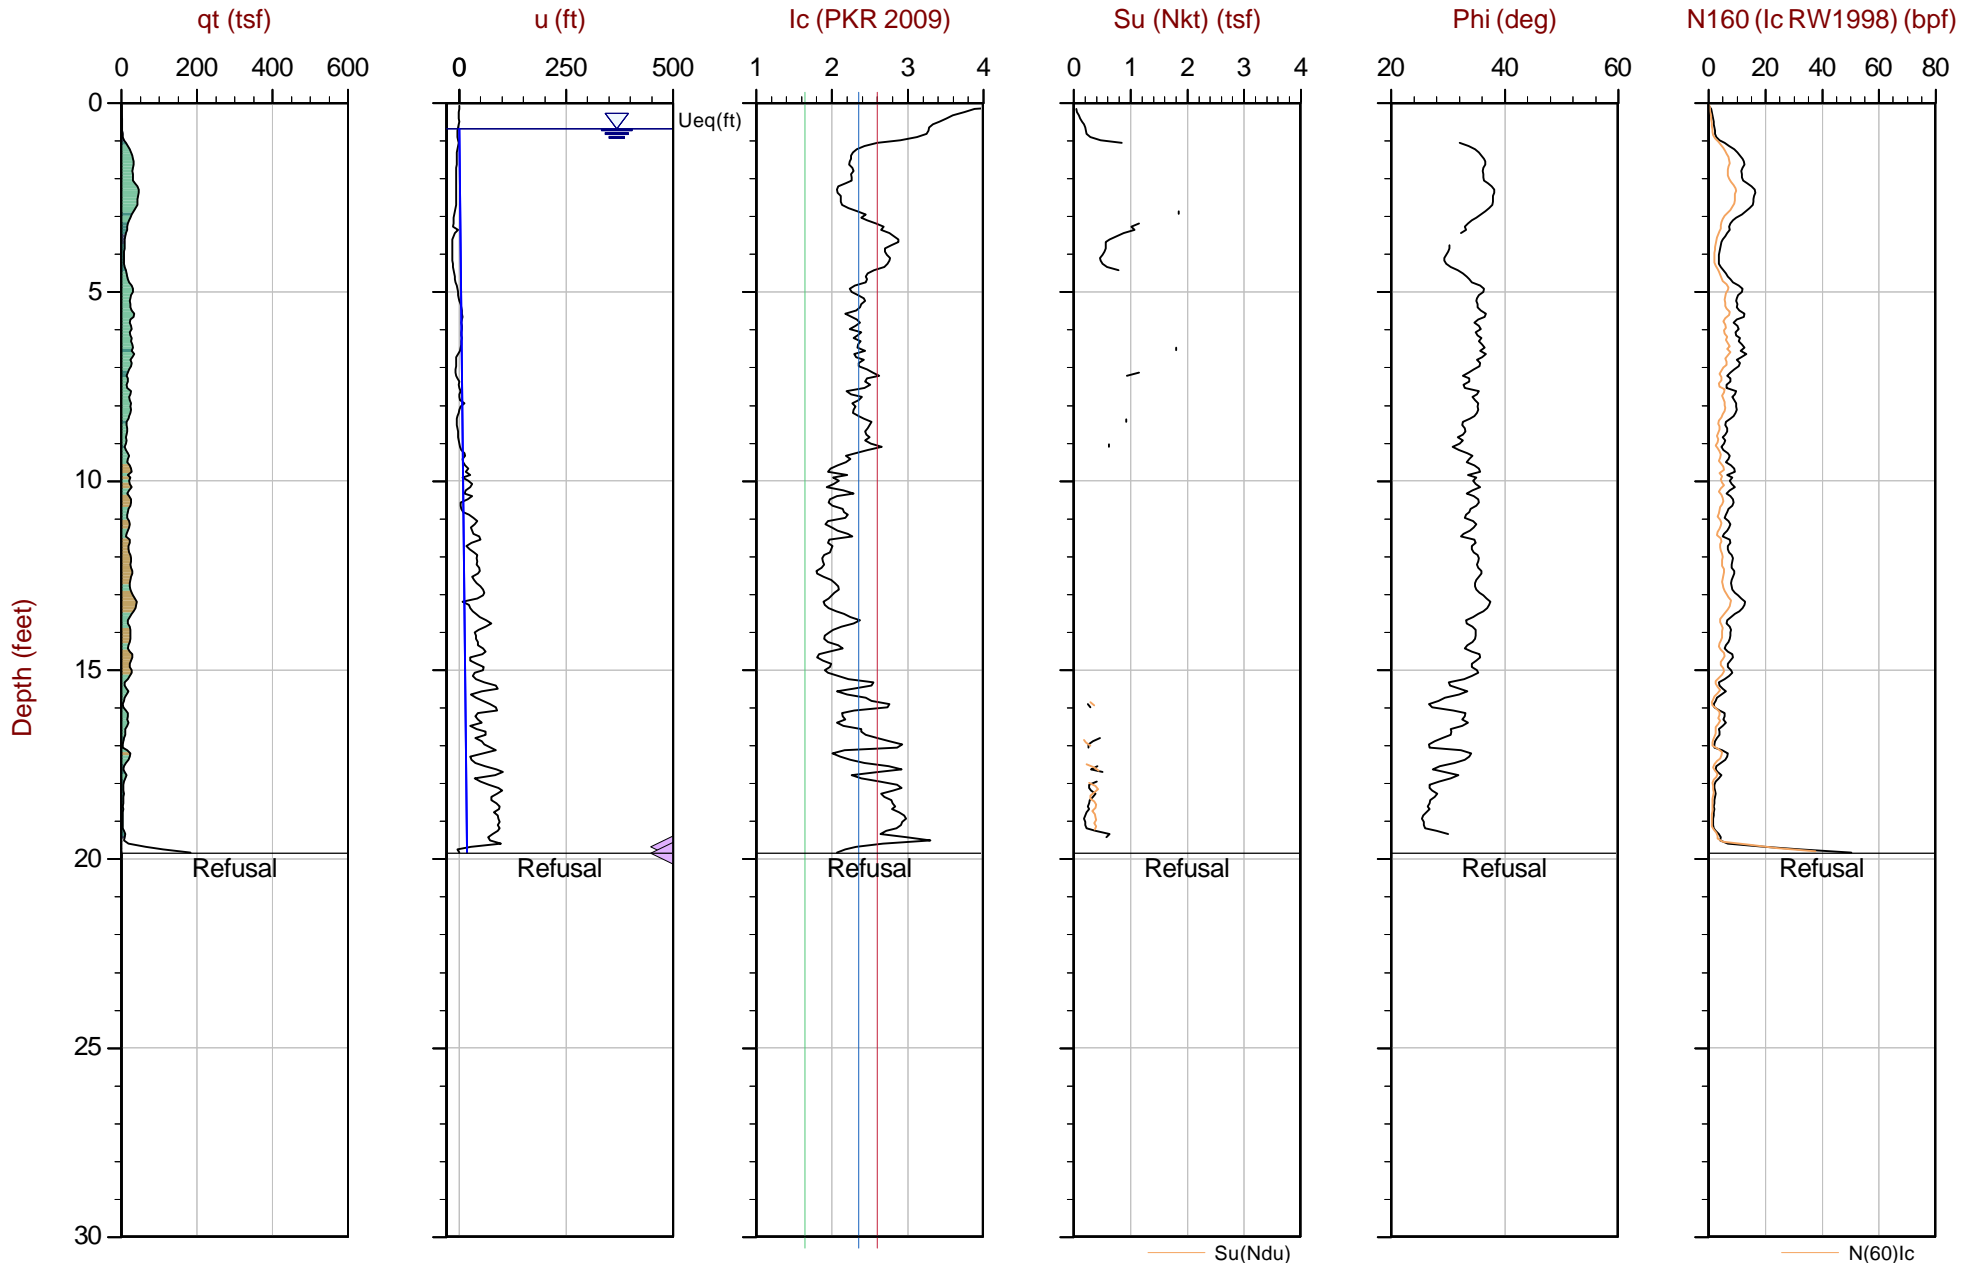 qt (tsf) u (ft) Ic (PKR 2009) Su (Nkt) (tsf) Phi (deg) N160 (Ic RW1998) (bpf)
0 200 400 600 0 250 500 1 2 3 4 0 1 2 3 4 20 40 60 0 20 40 60 80
0
Ueq(ft)
5
10
Depth (feet)
15
20
Refusal Refusal Refusal Refusal Refusal Refusal
25
30
Su(Ndu) N(60)Ic